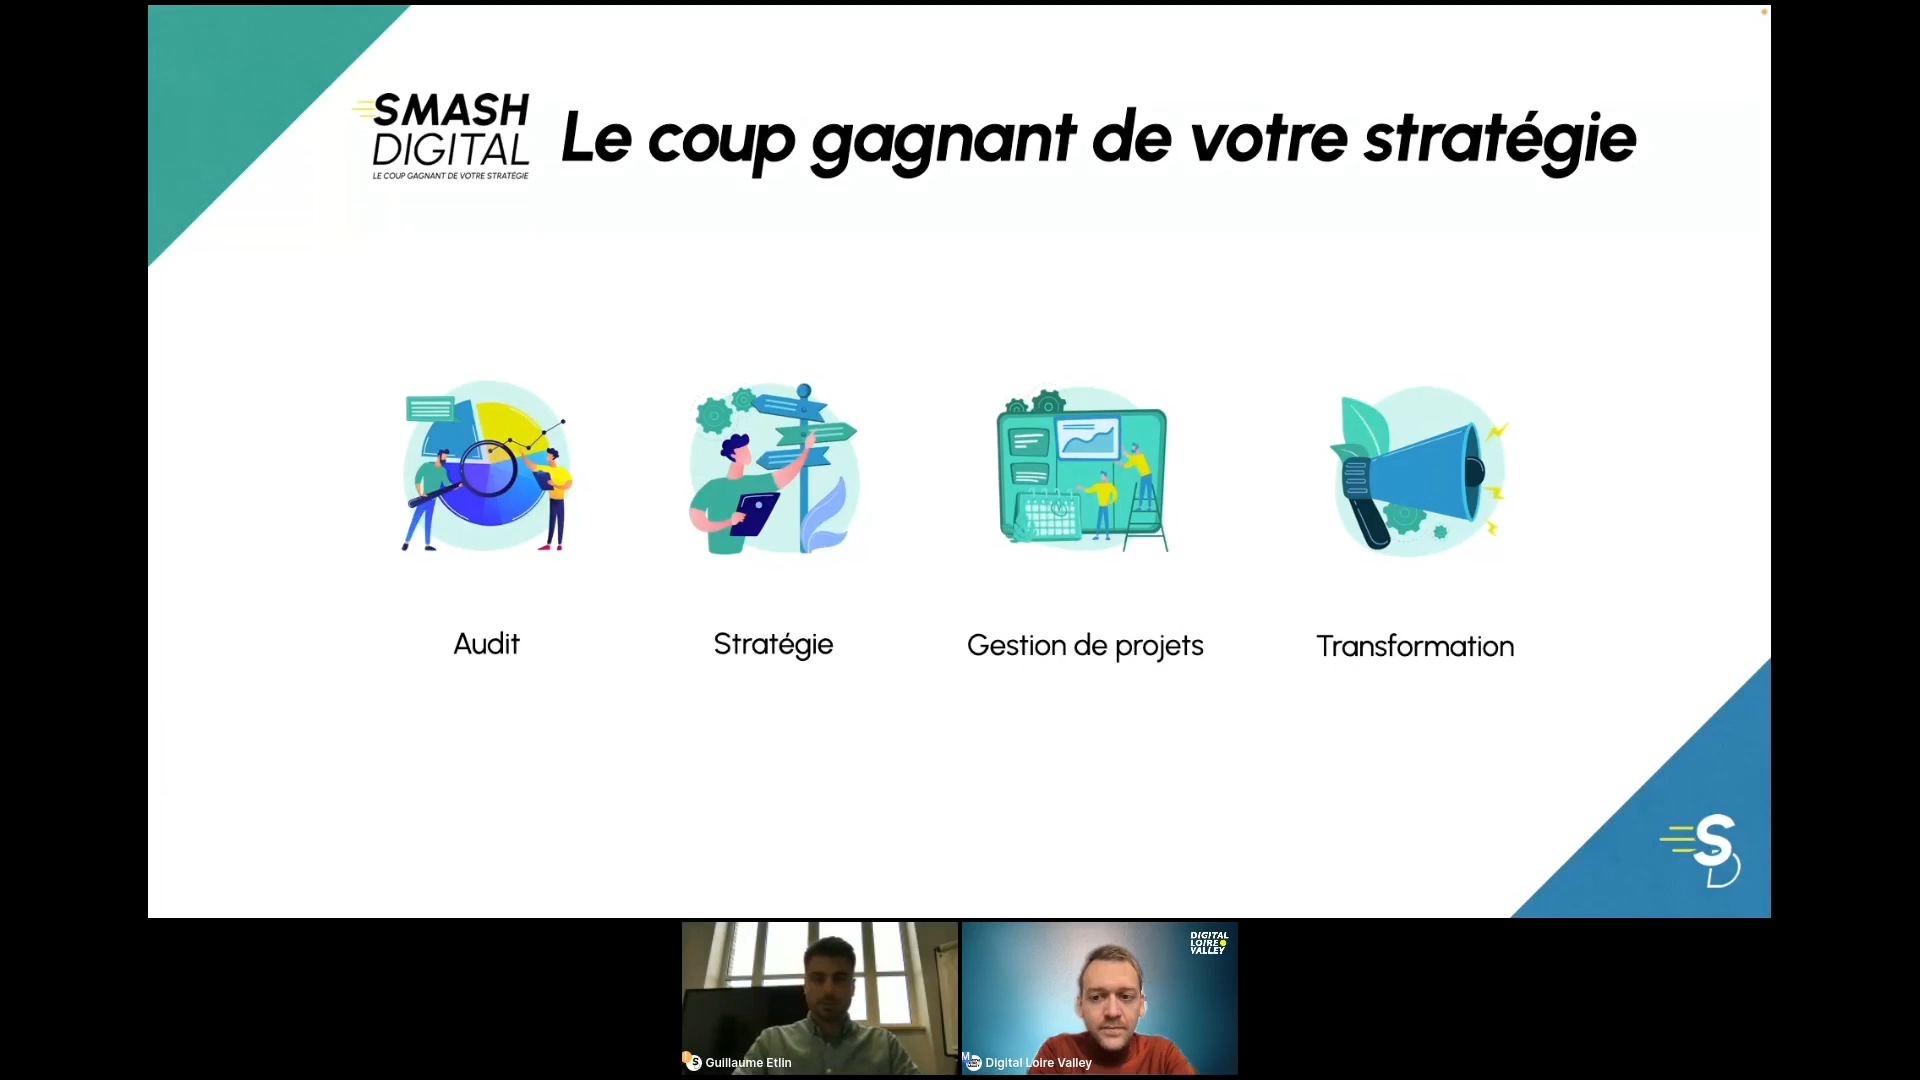 SMASH
DIGITAL
LE COUP GAGNANT DE VOTRE STRATÉGIE
Le coup gagnant de votre stratégie
Audit
Stratégie
Gestion de projets
Transformation
S
D
DIGITAL
LOIRE
VALLEY
Guillaume Etlin
Digital Loire Valley